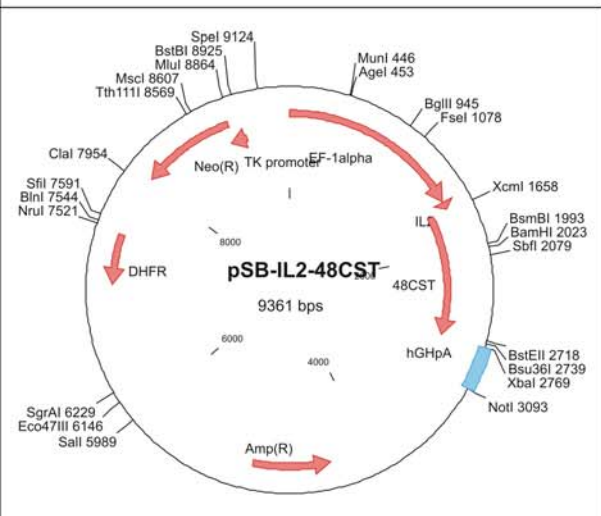 SpeI 9124
BstBI 8925
MluI 8864
MscI 8607
Tth111I 8569
ClaI 7954
SfiI 7591
BlnI 7544
NruI 7521
MunI 446
AgeI 453
BglII 945
FseI 1078
XcmI 1658
BsmBI 1993
BamHI 2023
SbfI 2079
Neo(R)
TK promoter
EF-1alpha
IL2
8000
DHFR
pSB-IL2-48CST
48CST
9361 bps
hGHpA
6000
4000
BstEII 2718
Bsu36I 2739
XbaI 2769
NotI 3093
SgrAI 6229
Eco47III 6146
SalI 5989
Amp(R)